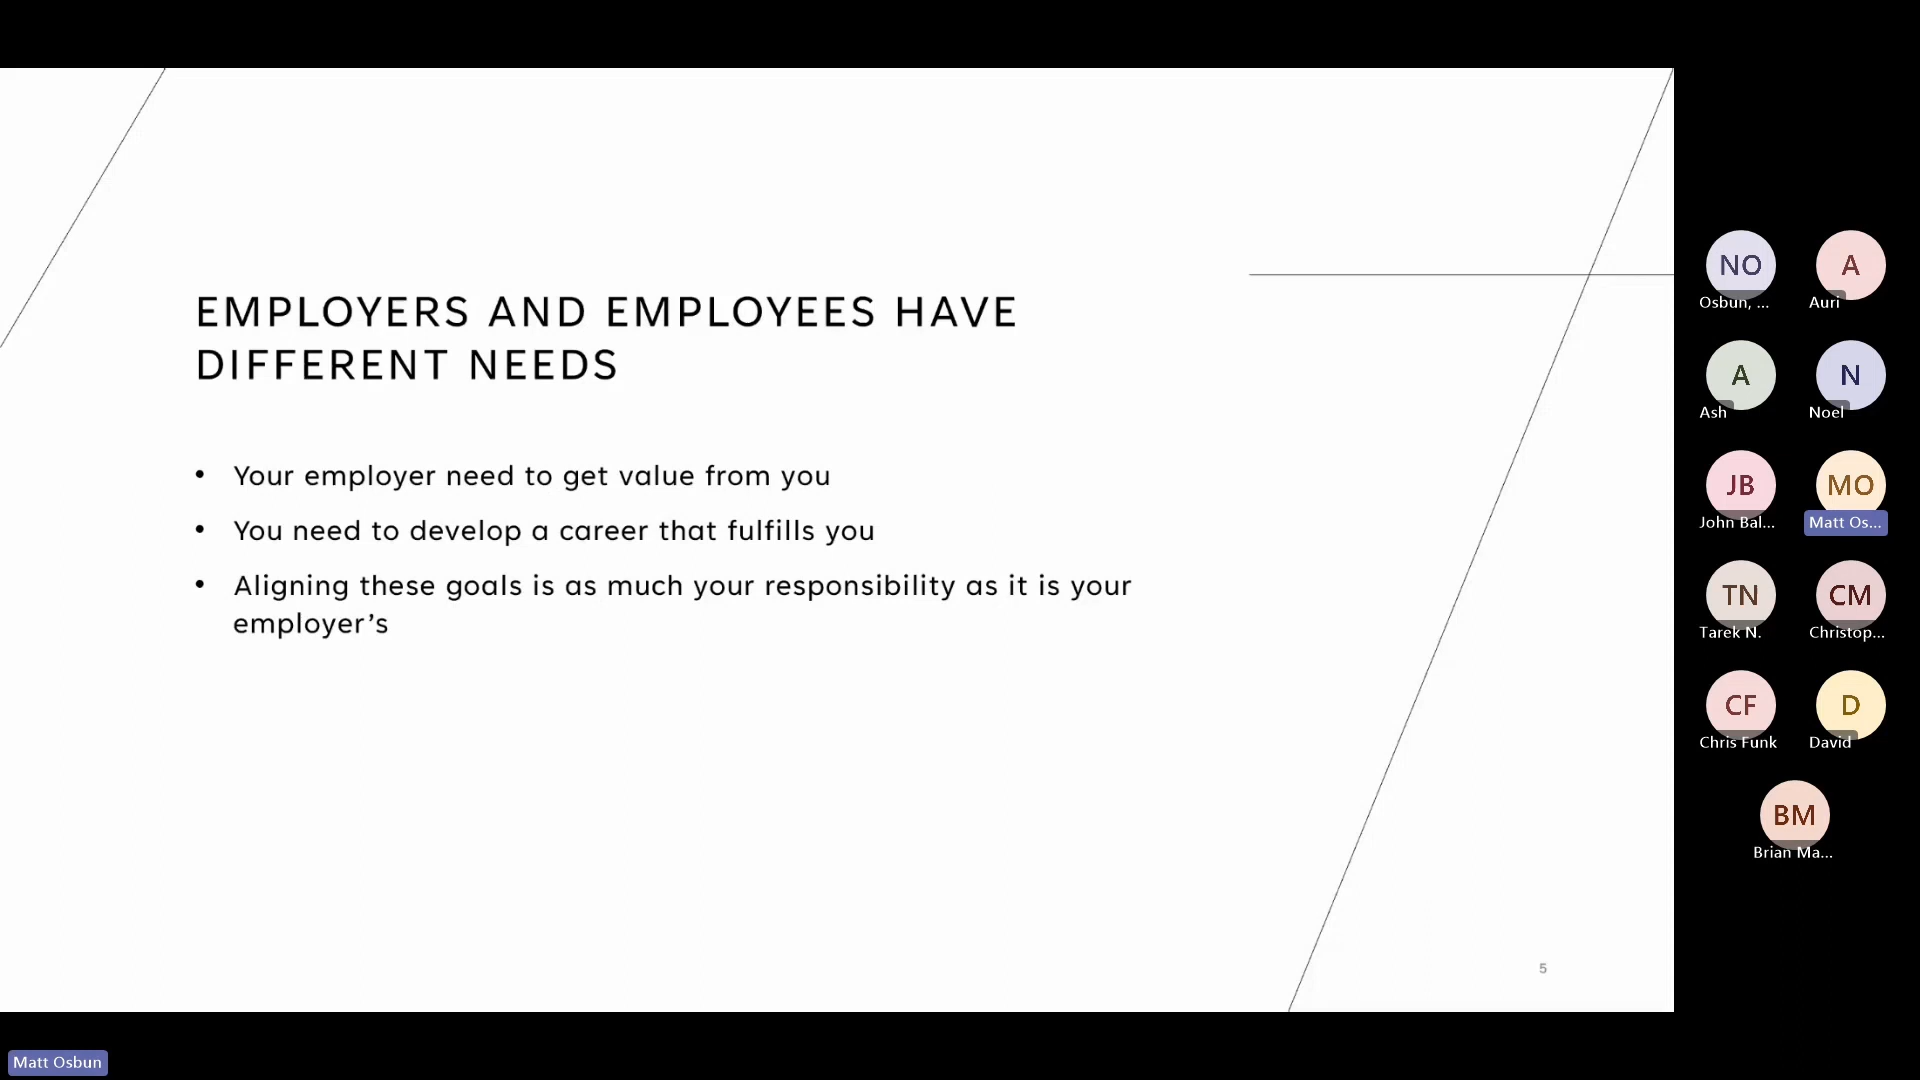 EMPLOYERS AND EMPLOYEES HAVE
DIFFERENT NEEDS
• Your employer need to get value from you
• You need to develop a career that fulfills you
• Aligning these goals is as much your responsibility as it is your
employer’s
5
NO
Osbun, ...
A
Auri
A
Ash
N
Noel
JB
John Bal...
MO
Matt Os...
TN
Tarek N.
CM
Christop...
CF
Chris Funk
D
David
BM
Brian Ma...
Matt Osbun